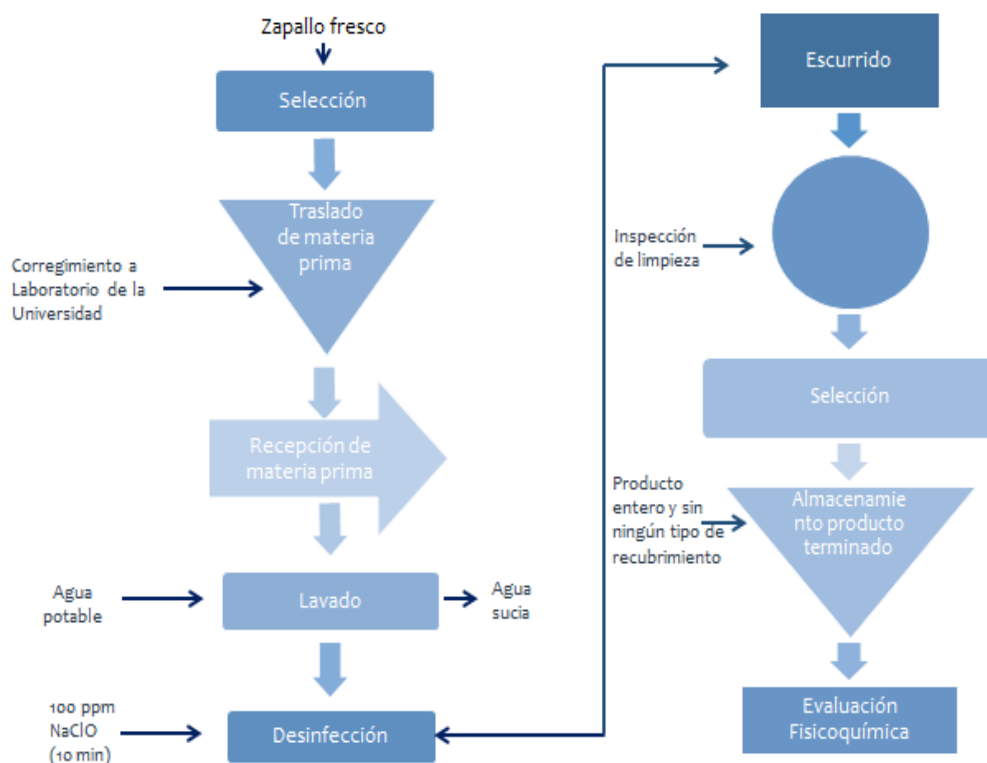 Zapallo fresco
Selección
Traslado
de materia
prima
Corregimiento a
Laboratorio de la
Universidad
Recepción de
materia prima
Agua
potable
Lavado
Agua
sucia
100 ppm
NaClO
(10 min)
Desinfección
Escurrido
Inspección
de limpieza
Selección
Producto
entero y sin
ningún tipo de
recubrimiento
Almacenamie
nto producto
terminado
Evaluación
Fisicoquímica